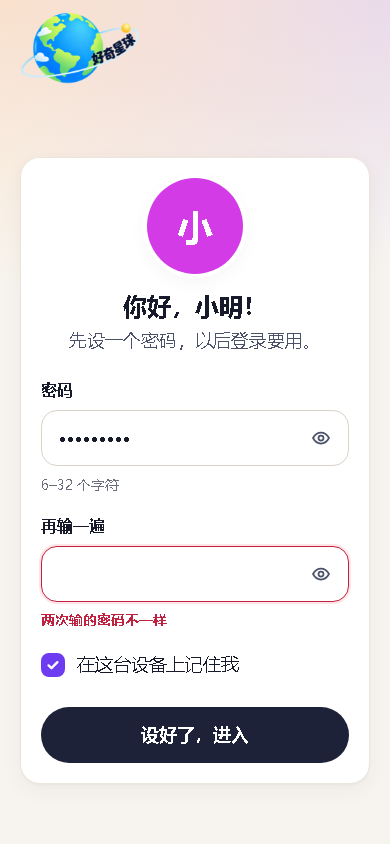 好奇星球
小
你好，小明！
先设一个密码，以后登录要用。
密码
•••••••••
6–32 个字符
再输一遍
两次输的密码不一样
在这台设备上记住我
设好了，进入